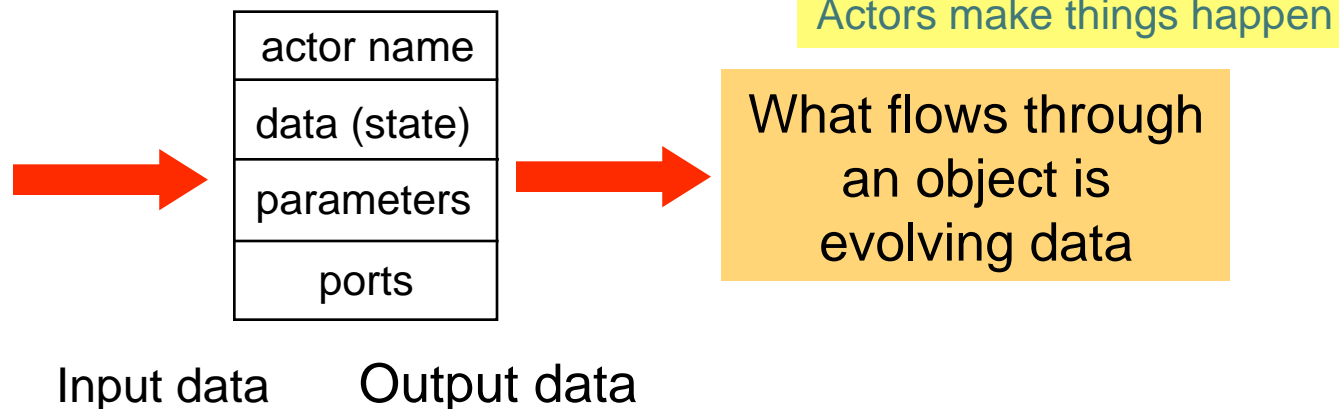 Actors make things happen
actor name
data (state)
parameters
ports
What flows through
an object is
evolving data
Input data
Output data